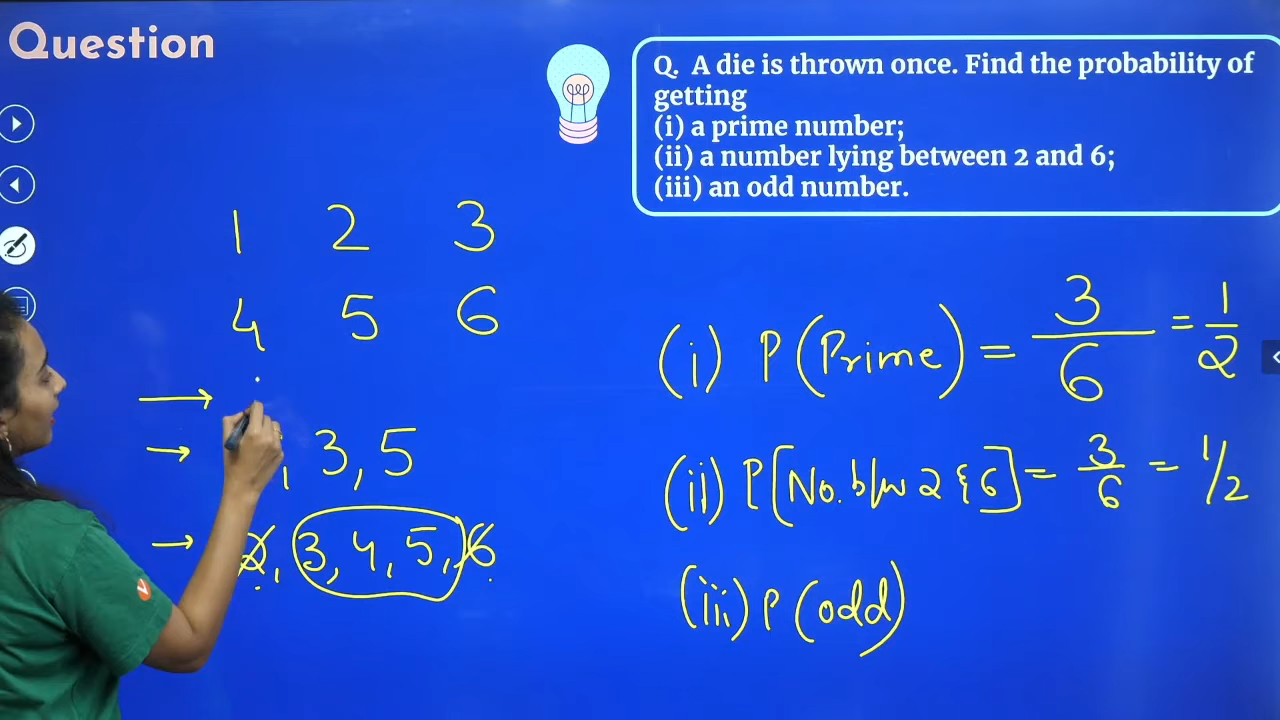 Question
Q. A die is thrown once. Find the probability of
getting
(i) a prime number;
(ii) a number lying between 2 and 6;
(iii) an odd number.
1 2 3
4 5 6
→
→ , 3, 5
→ 2, 3, 4, 5, 6
(i) P(Prime) = 3/6 = 1/2
(ii) P[No. b/w 2 & 6] = 3/6 = 1/2
(iii) P(odd)